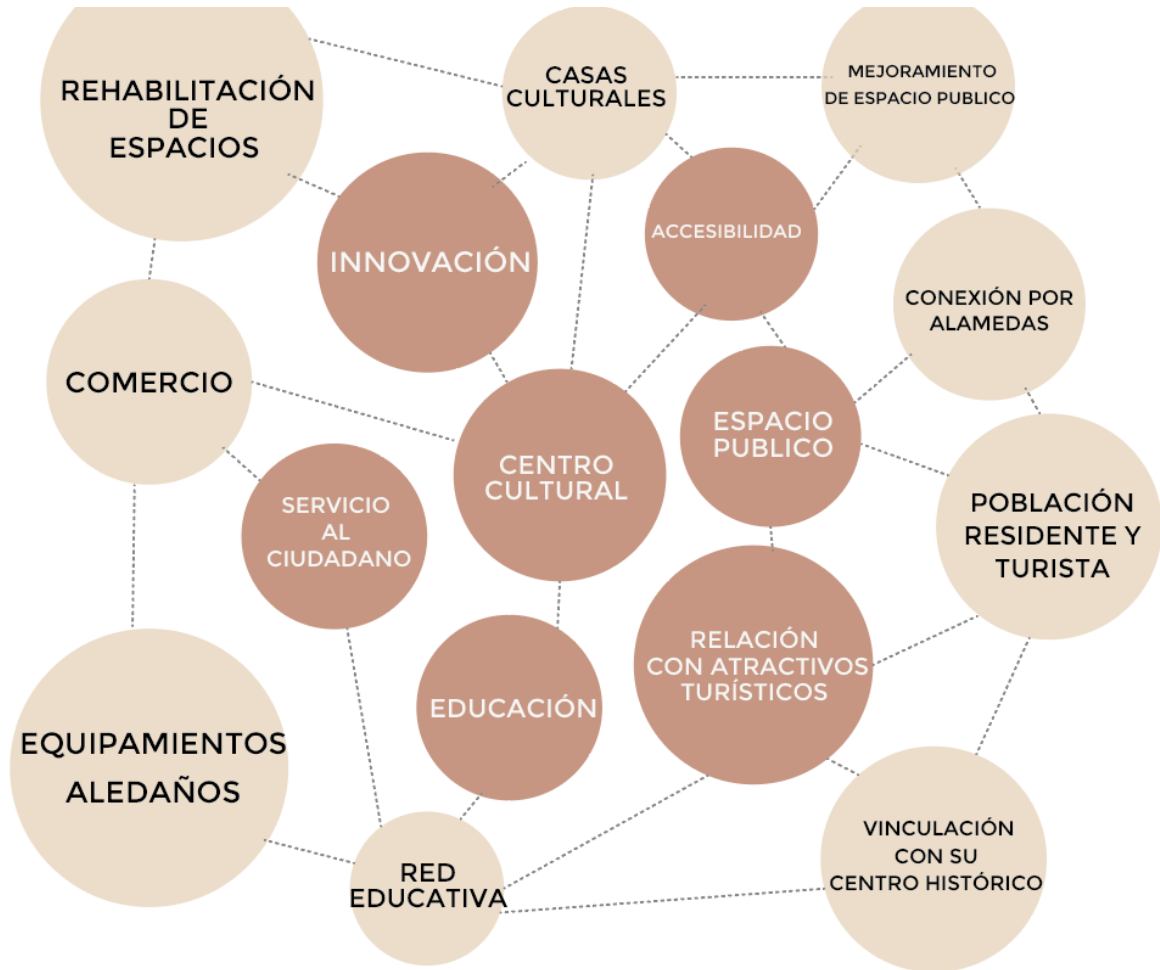 REHABILITACIÓN
DE
ESPACIOS
CASAS
CULTURALES
MEJORAMIENTO
DE ESPACIO PUBLICO
INNOVACIÓN
ACCESIBILIDAD
CONEXIÓN POR
ALAMEDAS
COMERCIO
CENTRO
CULTURAL
ESPACIO
PUBLICO
SERVICIO
AL
CIUDADANO
POBLACIÓN
RESIDENTE Y
TURISTA
EDUCACIÓN
RELACIÓN
CON ATRACTIVOS
TURÍSTICOS
EQUIPAMIENTOS
ALEDAÑOS
RED
EDUCATIVA
VINCULACIÓN
CON SU
CENTRO HISTÓRICO